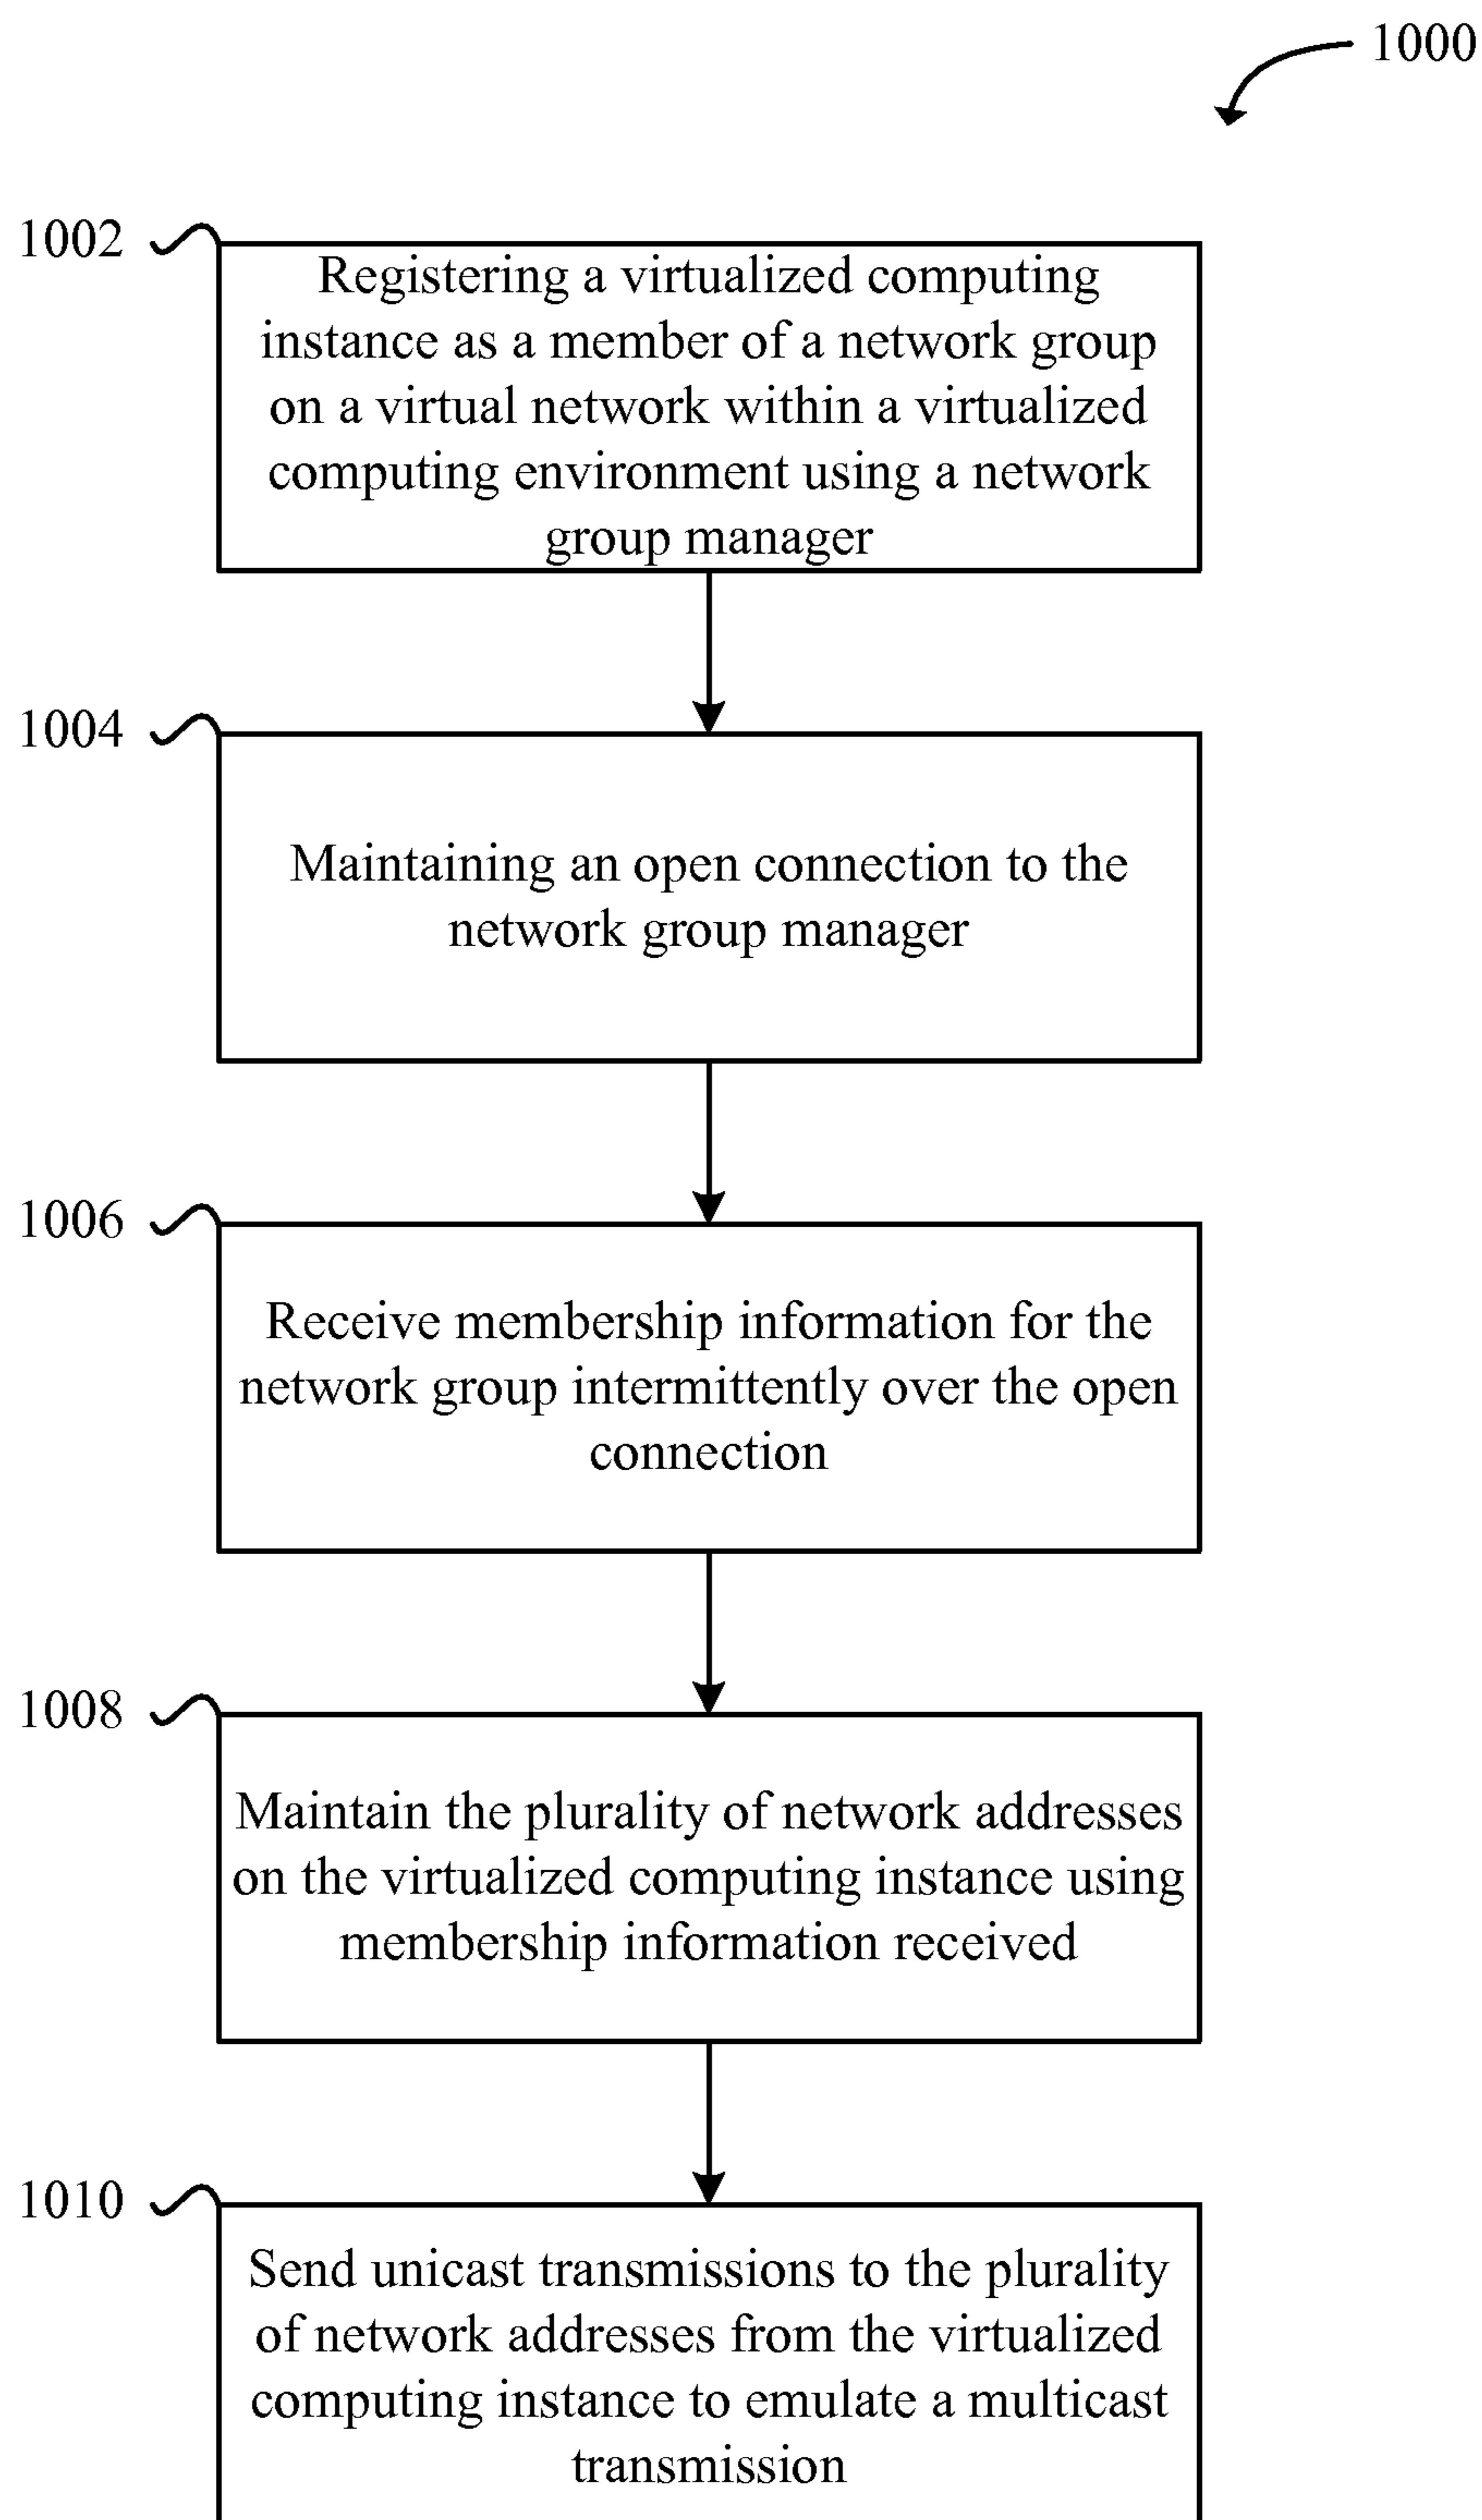 1000
1002
Registering a virtualized computing
instance as a member of a network group
on a virtual network within a virtualized
computing environment using a network
group manager
1004
Maintaining an open connection to the
network group manager
1006
Receive membership information for the
network group intermittently over the open
connection
1008
Maintain the plurality of network addresses
on the virtualized computing instance using
membership information received
1010
Send unicast transmissions to the plurality
of network addresses from the virtualized
computing instance to emulate a multicast
transmission